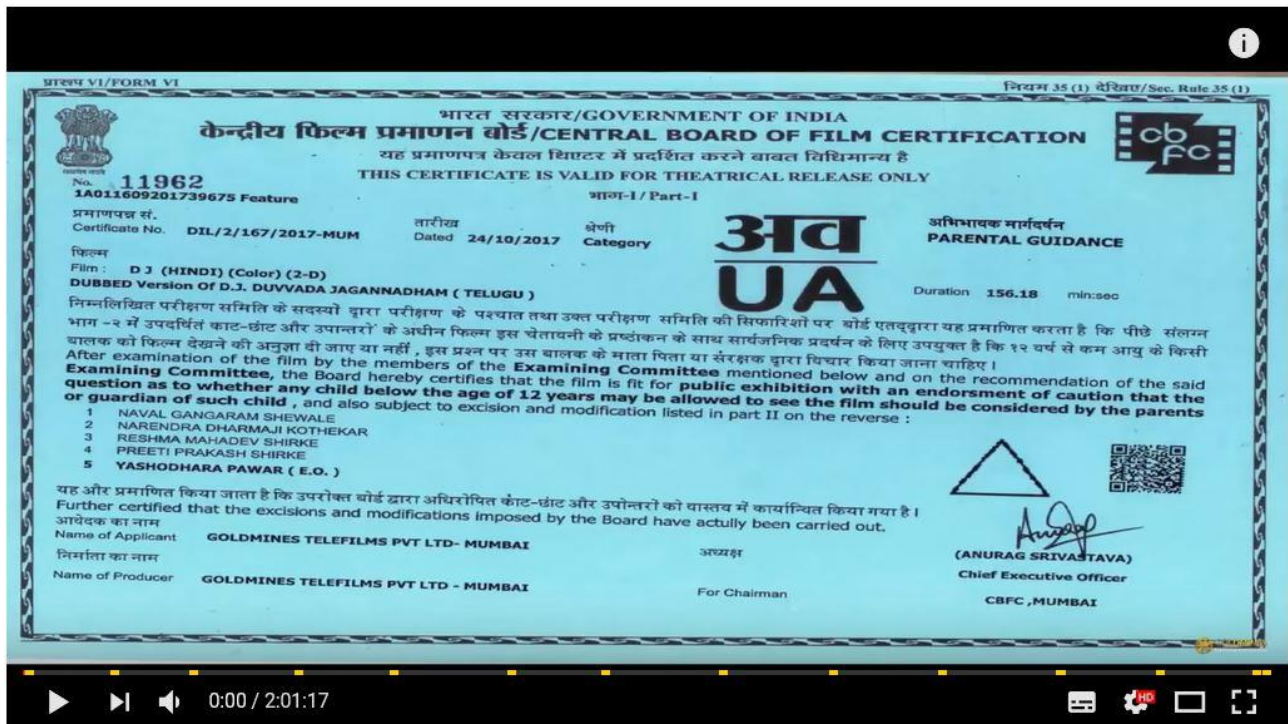 प्रारूप VI/FORM VI
नियम 35 (1) देखिए/Sec. Rule 35 (1)
भारत सरकार/GOVERNMENT OF INDIA
केन्द्रीय फिल्म प्रमाणन बोर्ड/CENTRAL BOARD OF FILM CERTIFICATION
cb
fc
यह प्रमाणपत्र केवल थिएटर में प्रदर्शित करने बाबत विधिमान्य है
THIS CERTIFICATE IS VALID FOR THEATRICAL RELEASE ONLY
No. 11962
1A011609201739675 Feature
भाग-I / Part-I
प्रमाणपत्र सं.
Certificate No. DIL/2/167/2017-MUM
तारीख
Dated 24/10/2017
श्रेणी
Category
अव
UA
अभिभावक मार्गदर्षन
PARENTAL GUIDANCE
फिल्म
Film : D J (HINDI) (Color) (2-D)
DUBBED Version Of D.J. DUVVADA JAGANNADHAM ( TELUGU )
Duration 156.18 min:sec
निम्नलिखित परीक्षण समिति के सदस्यों द्वारा परीक्षण के पश्चात तथा उक्त परीक्षण समिति की सिफारिशों पर बोर्ड एतद्द्वारा यह प्रमाणित करता है कि पीछे संलग्न
भाग -२ में उपदर्षितं काट-छांट और उपान्तरों के अधीन फिल्म इस चेतावनी के प्रष्ठांकन के साथ सार्वजनिक प्रदर्षन के लिए उपयुक्त है कि १२ वर्ष से कम आयु के किसी
बालक को फिल्म देखने की अनुज्ञा दी जाए या नहीं , इस प्रश्न पर उस बालक के माता पिता या संरक्षक द्वारा विचार किया जाना चाहिए ।
After examination of the film by the members of the Examining Committee mentioned below and on the recommendation of the said
Examining Committee, the Board hereby certifies that the film is fit for public exhibition with an endorsment of caution that the
question as to whether any child below the age of 12 years may be allowed to see the film should be considered by the parents
or guardian of such child , and also subject to excision and modification listed in part II on the reverse :
1 NAVAL GANGARAM SHEWALE
2 NARENDRA DHARMAJI KOTHEKAR
3 RESHMA MAHADEV SHIRKE
4 PREETI PRAKASH SHIRKE
5 YASHODHARA PAWAR ( E.O. )
यह और प्रमाणित किया जाता है कि उपरोक्त बोर्ड द्वारा अधिरोपित कांट-छांट और उपोन्तरों को वास्तव में कार्यान्वित किया गया है ।
Further certified that the excisions and modifications imposed by the Board have actully been carried out.
आवेदक का नाम
Name of Applicant GOLDMINES TELEFILMS PVT LTD- MUMBAI
निर्माता का नाम
Name of Producer GOLDMINES TELEFILMS PVT LTD - MUMBAI
अध्यक्ष
For Chairman
(ANURAG SRIVASTAVA)
Chief Executive Officer
CBFC ,MUMBAI
0:00 / 2:01:17
HD